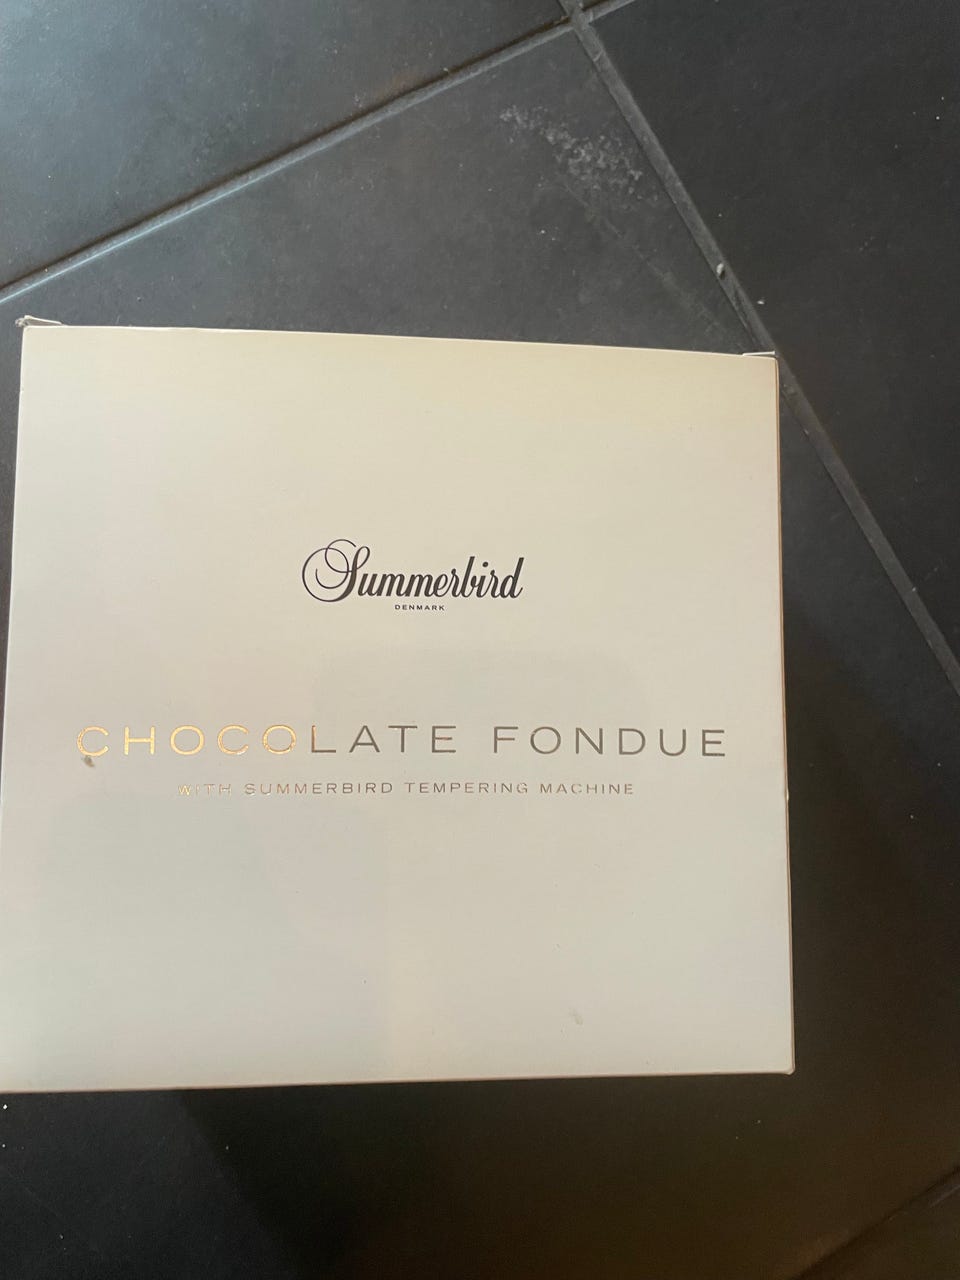 Summerbird
DENMARK
CHOCOLATE FONDUE
WITH SUMMERBIRD TEMPERING MACHINE